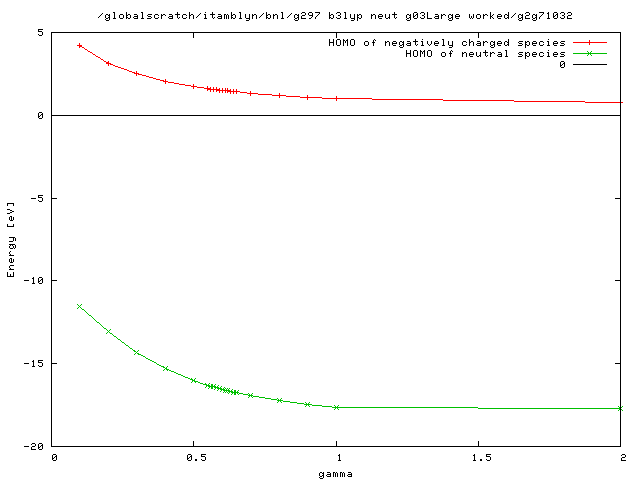 /globalscratch/itamblyn/bnl/g297 b3lyp neut g03Large worked/g2g71032
HOMO of negatively charged species
HOMO of neutral species
0
5
0
-5
-10
-15
-20
Energy [eV]
0 0.5 1 1.5 2
gamma